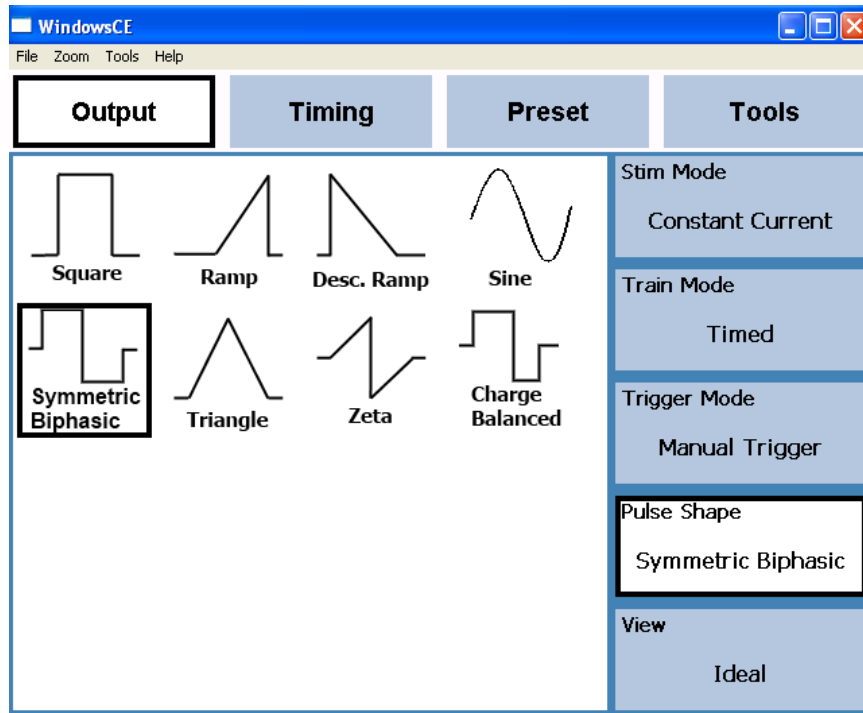 WindowsCE
File Zoom Tools Help
Output Timing Preset Tools
Square Ramp Desc. Ramp Sine
Symmetric
Biphasic
Triangle
Zeta
Charge
Balanced
Stim Mode
Constant Current
Train Mode
Timed
Trigger Mode
Manual Trigger
Pulse Shape
Symmetric Biphasic
View
Ideal